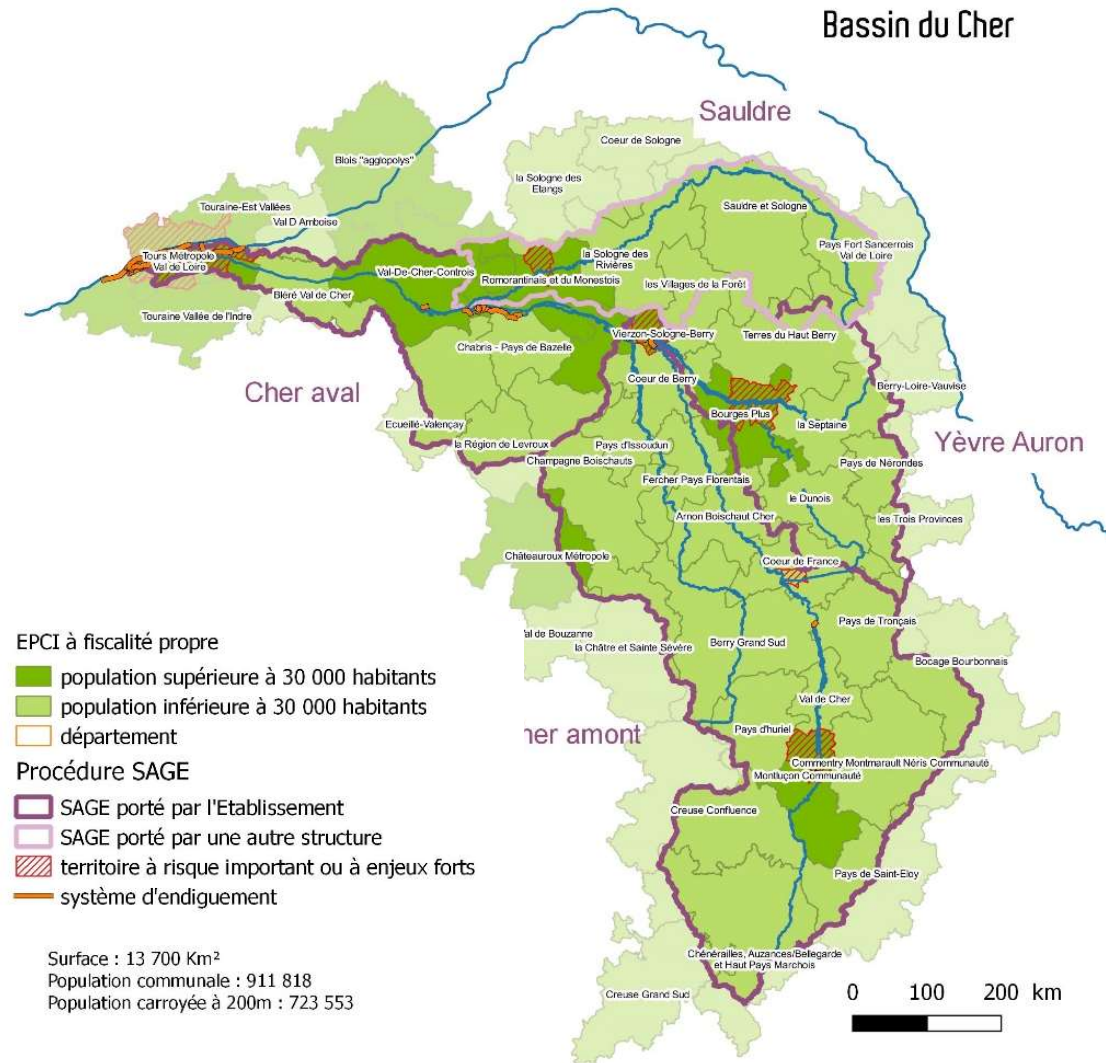 Bassin du Cher
Sauldre
Coeur de Sologne
Blois "agglopolys"
la Sologne des
Etangs
Touraine-Est Vallées
Val D Amboise
Sauldre et Sologne
Pays Fort Sancerrois
Val de Loire
Tours Métropole
Val de Loire
la Sologne des
Rivières
Val-De-Cher-Controis
Romorantinais et du Monestois
les Villages de la Forêt
Bléré Val de Cher
Touraine Vallée de l'Indre
Vierzon-Sologne-Berry
Terres du Haut Berry
Chabris - Pays de Bazelle
Coeur de Berry
Cher aval
Berry-Loire-Vauvise
Bourges Plus
Ecueillé-Valençay
la Septaine
Yèvre Auron
la Région de Levroux
Pays d'Issoudun
Champagne Boischauts
Pays de Nérondes
Fercher Pays Florentais
le Dunois
Arnon Boischaut Cher
les Trois Provinces
Châteauroux Métropole
Coeur de France
Pays de Tronçais
Val de Bouzanne
la Châtre et Sainte Sévère
Berry Grand Sud
Bocage Bourbonnais
Val de Cher
her amont
Pays d'huriel
Commentry Montmarault Néris Communauté
Montluçon Communauté
Creuse Confluence
Pays de Saint-Eloy
Chénérailles, Auzances/Bellegarde
et Haut Pays Marchois
Creuse Grand Sud
EPCI à fiscalité propre
population supérieure à 30 000 habitants
population inférieure à 30 000 habitants
département
Procédure SAGE
SAGE porté par l'Etablissement
SAGE porté par une autre structure
territoire à risque important ou à enjeux forts
système d'endiguement
Surface : 13 700 Km²
Population communale : 911 818
Population carroyée à 200m : 723 553
0 100 200 km